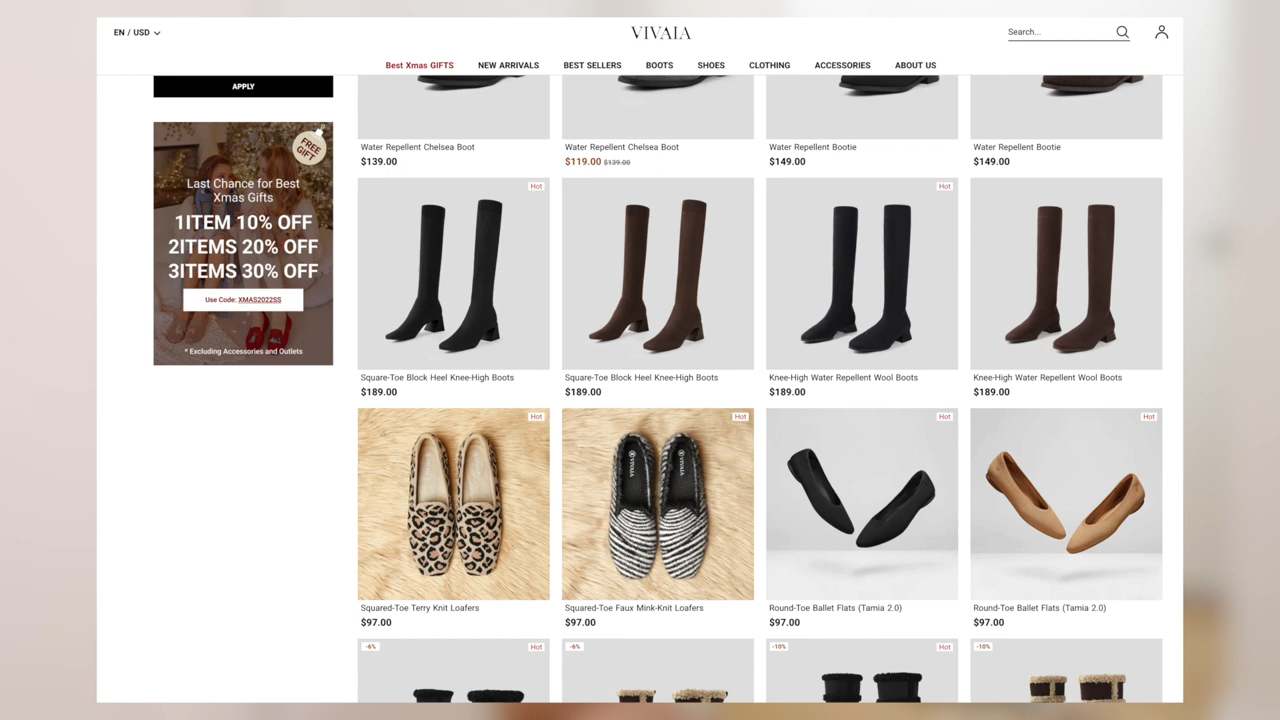 EN / USD
VIVAIA
Search...
Best Xmas GIFTS
NEW ARRIVALS
BEST SELLERS
BOOTS
SHOES
CLOTHING
ACCESSORIES
ABOUT US
APPLY
FREE
GIFT
Last Chance for Best
Xmas Gifts
1ITEM 10% OFF
2ITEMS 20% OFF
3ITEMS 30% OFF
Use Code: XMAS2022SS
* Excluding Accessories and Outlets
Water Repellent Chelsea Boot
$139.00
Water Repellent Chelsea Boot
$119.00 $139.00
Water Repellent Bootie
$149.00
Water Repellent Bootie
$149.00
Hot
Square-Toe Block Heel Knee-High Boots
$189.00
Square-Toe Block Heel Knee-High Boots
$189.00
Hot
Knee-High Water Repellent Wool Boots
$189.00
Knee-High Water Repellent Wool Boots
$189.00
Hot
Squared-Toe Terry Knit Loafers
$97.00
Hot
VIVAIA
VIVAIA
Squared-Toe Faux Mink-Knit Loafers
$97.00
Hot
Round-Toe Ballet Flats (Tamia 2.0)
$97.00
Hot
Round-Toe Ballet Flats (Tamia 2.0)
$97.00
-6%
Hot
-6%
-10%
Hot
-10%